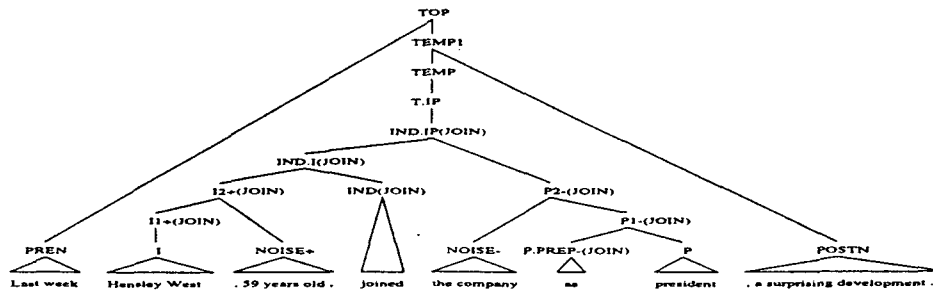 TOP
TEMP1
TEMP
T.IP
IND.IP(JOIN)
IND.I(JOIN)
I2+(JOIN) IND(JOIN) P2-(JOIN)
I1+(JOIN) P1-(JOIN)
PREN I NOISE+ NOISE- P.PREP-(JOIN) P POSTN
Last week Hensley West , 59 years old , joined the company as president , a surprising development .